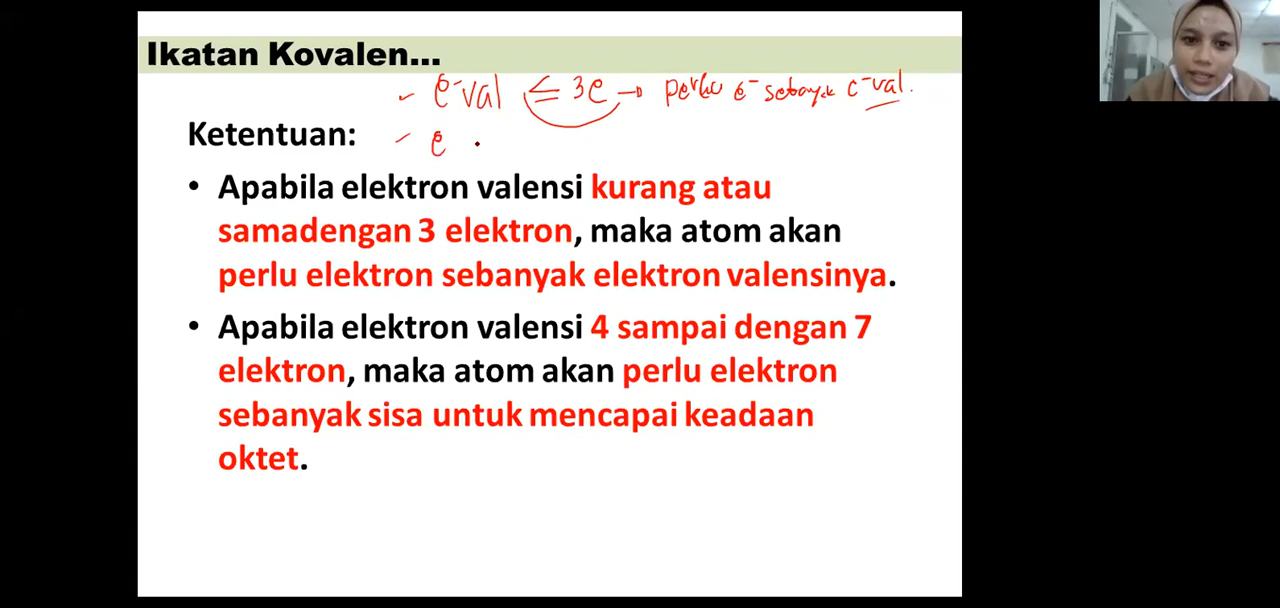 Ikatan Kovalen...
- e⁻val ≤ 3e → perlu e⁻ sebanyak e⁻val.
Ketentuan:
- e
• Apabila elektron valensi kurang atau
samadengan 3 elektron, maka atom akan
perlu elektron sebanyak elektron valensinya.
• Apabila elektron valensi 4 sampai dengan 7
elektron, maka atom akan perlu elektron
sebanyak sisa untuk mencapai keadaan
oktet.